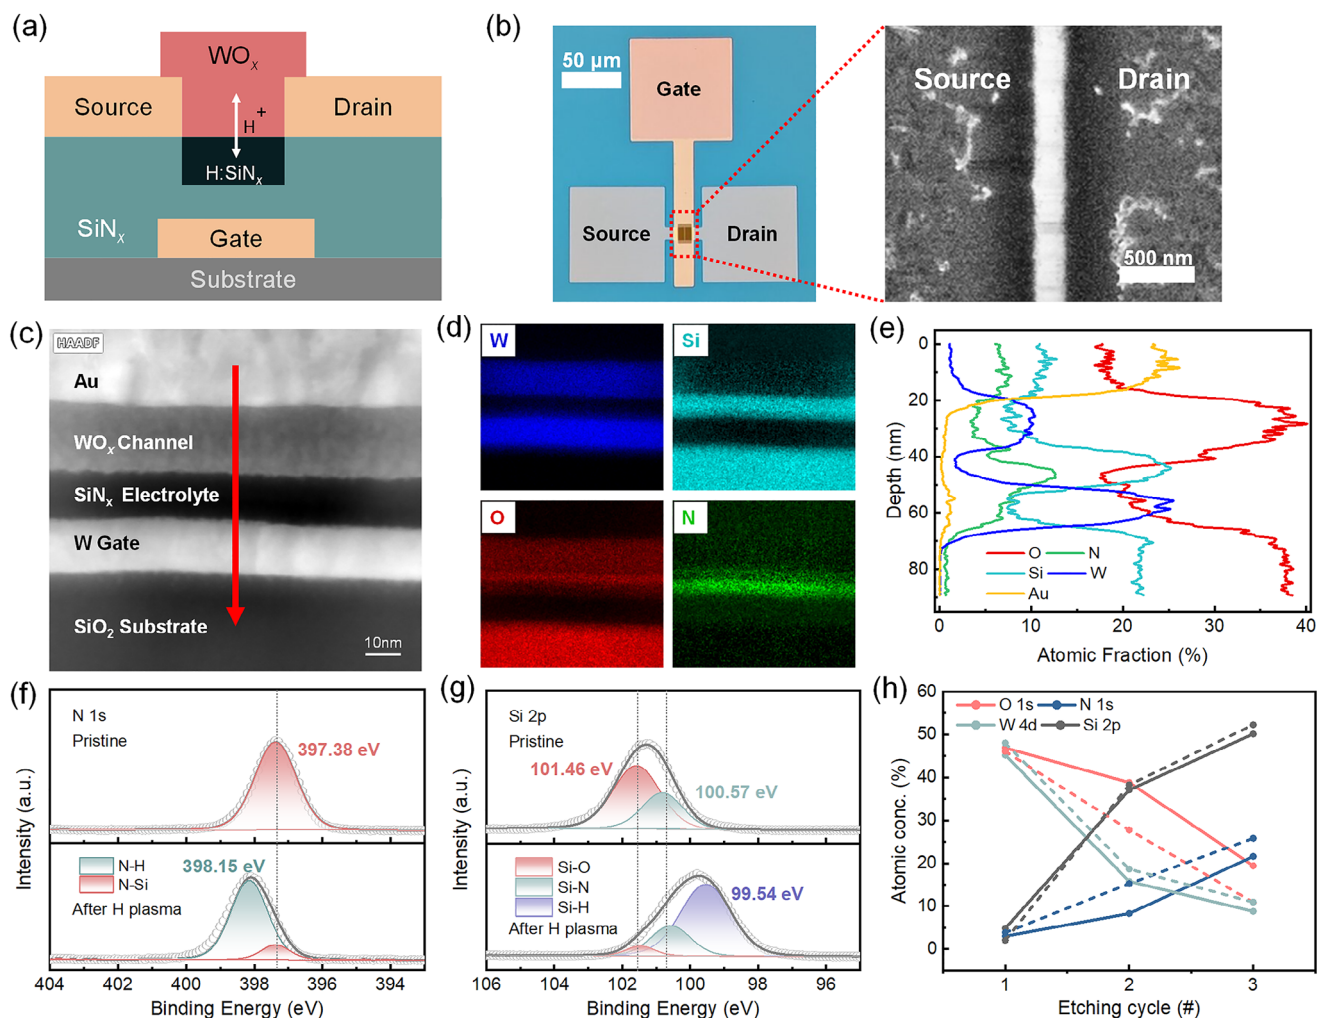 (a)
WOx
Source
H+
Drain
H:SiNx
SiNx
Gate
Substrate
(b)
50 µm
Gate
Source
Drain
Source
Drain
500 nm
(c)
HAADF
Au
WOx Channel
SiNx Electrolyte
W Gate
SiO2 Substrate
10nm
(d)
W
Si
O
N
(e)
0
20
40
60
80
Depth (nm)
O
N
Si
W
Au
0
10
20
30
40
Atomic Fraction (%)
(f)
N 1s
Pristine
397.38 eV
N-H
N-Si
After H plasma
398.15 eV
Intensity (a.u.)
404 402 400 398 396 394
Binding Energy (eV)
(g)
Si 2p
Pristine
101.46 eV
100.57 eV
Si-O
Si-N
Si-H
After H plasma
99.54 eV
Intensity (a.u.)
106 104 102 100 98 96
Binding Energy (eV)
(h)
O 1s
N 1s
W 4d
Si 2p
60
50
40
30
20
10
0
Atomic conc. (%)
1 2 3
Etching cycle (#)